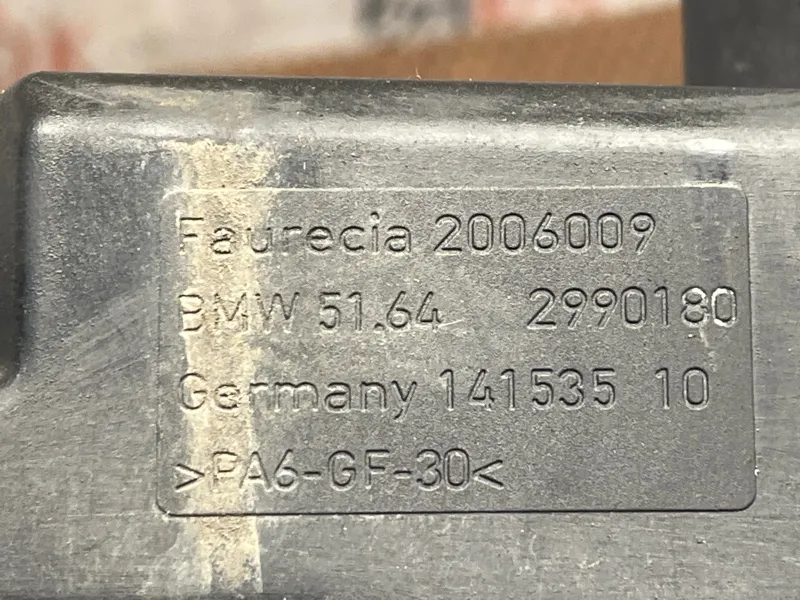 Faurecia 2006009
BMW 51.64 2990180
Germany 141535 10
>PA6-GF-30<